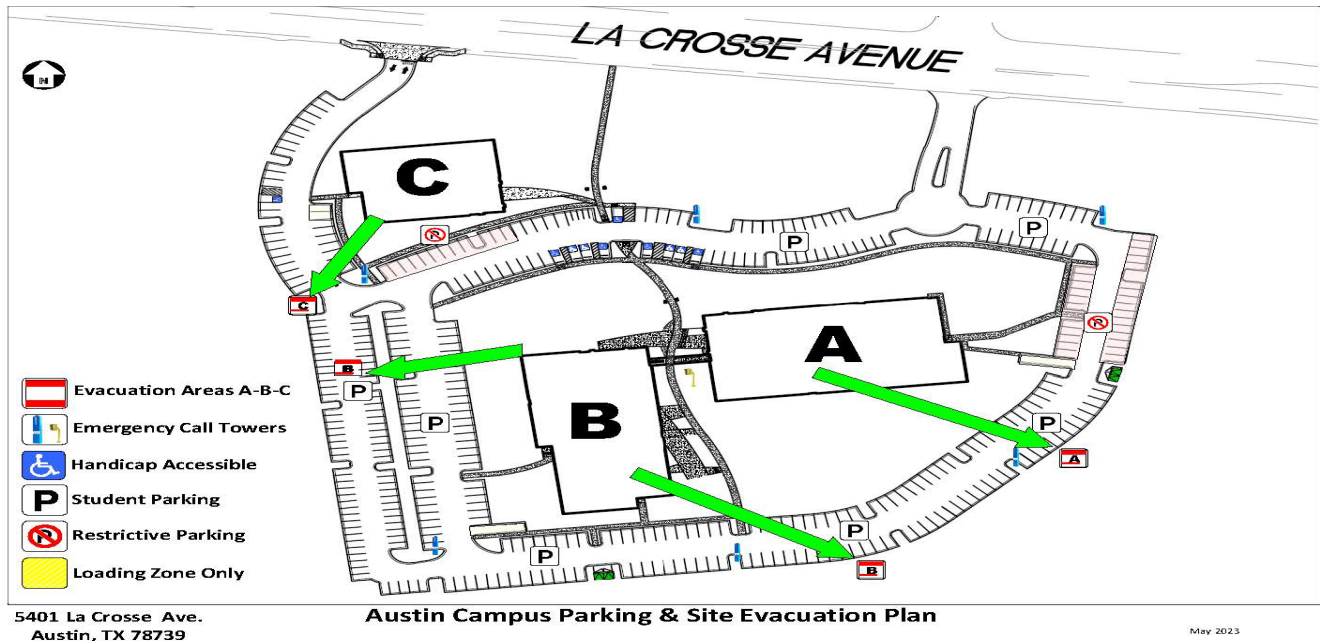 LA CROSSE AVENUE
N
C
P
P
C
A
B
P
P
P
B
A
P
P
B
Evacuation Areas A-B-C
Emergency Call Towers
Handicap Accessible
P Student Parking
P Restrictive Parking
Loading Zone Only
5401 La Crosse Ave.
Austin, TX 78739
Austin Campus Parking & Site Evacuation Plan
May 2023